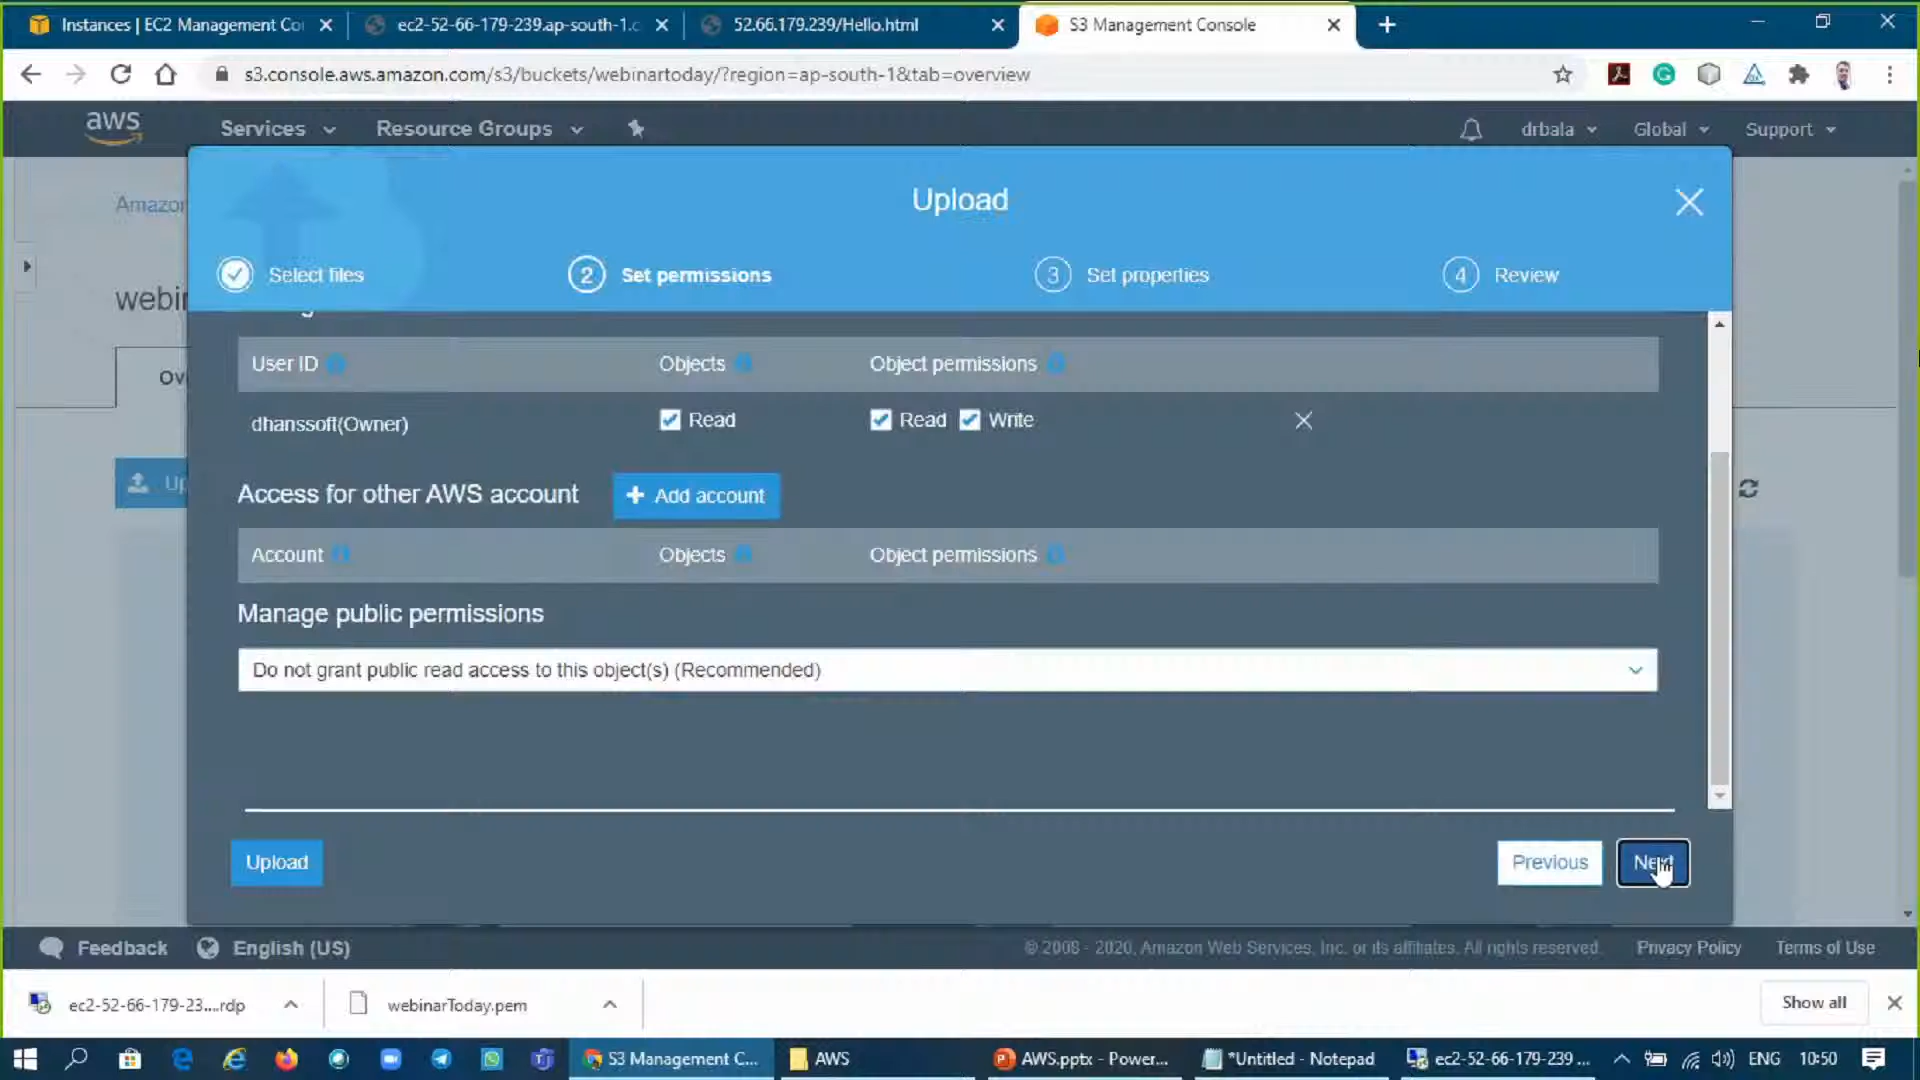 Instances | EC2 Management Co
ec2-52-66-179-239.ap-south-1.c
52.66.179.239/Hello.html
S3 Management Console
s3.console.aws.amazon.com/s3/buckets/webinartoday/?region=ap-south-1&tab=overview
aws
Services
Resource Groups
drbala
Global
Support
Amazon
Upload
Select files
2 Set permissions
3 Set properties
4 Review
webin
Ov
User ID
Objects
Object permissions
dhanssoft(Owner)
Read
Read
Write
Up
Access for other AWS account
+ Add account
Account
Objects
Object permissions
Manage public permissions
Do not grant public read access to this object(s) (Recommended)
Upload
Previous
Next
Feedback
English (US)
© 2008 - 2020, Amazon Web Services, Inc. or its affiliates. All rights reserved.
Privacy Policy
Terms of Use
ec2-52-66-179-23....rdp
webinarToday.pem
Show all
S3 Management C...
AWS
AWS.pptx - Power...
*Untitled - Notepad
ec2-52-66-179-239 ...
ENG
10:50